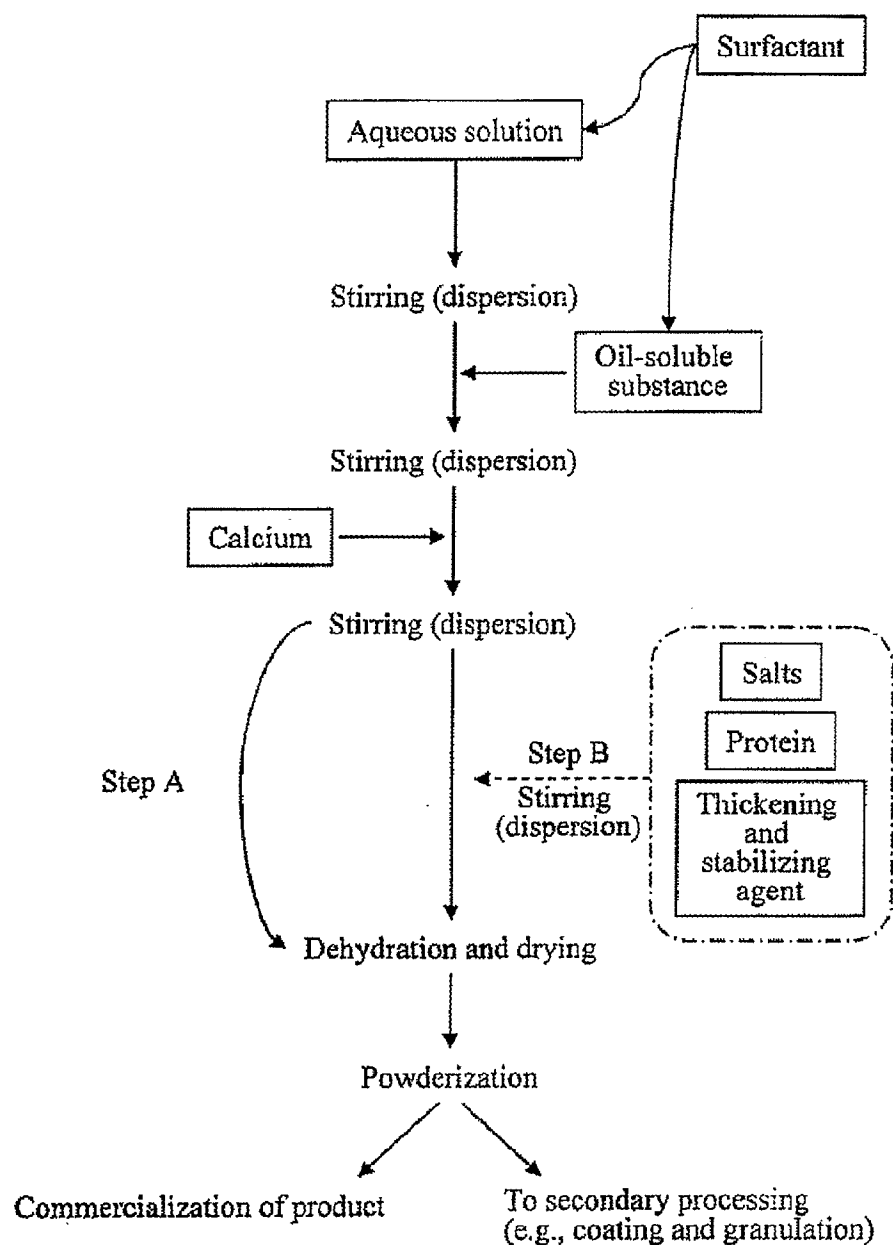 Surfactant
Aqueous solution
Stirring (dispersion)
Oil-soluble
substance
Stirring (dispersion)
Calcium
Stirring (dispersion)
Salts
Protein
Step A
Step B
Stirring
(dispersion)
Thickening
and
stabilizing
agent
Dehydration and drying
Powderization
Commercialization of product
To secondary processing
(e.g., coating and granulation)